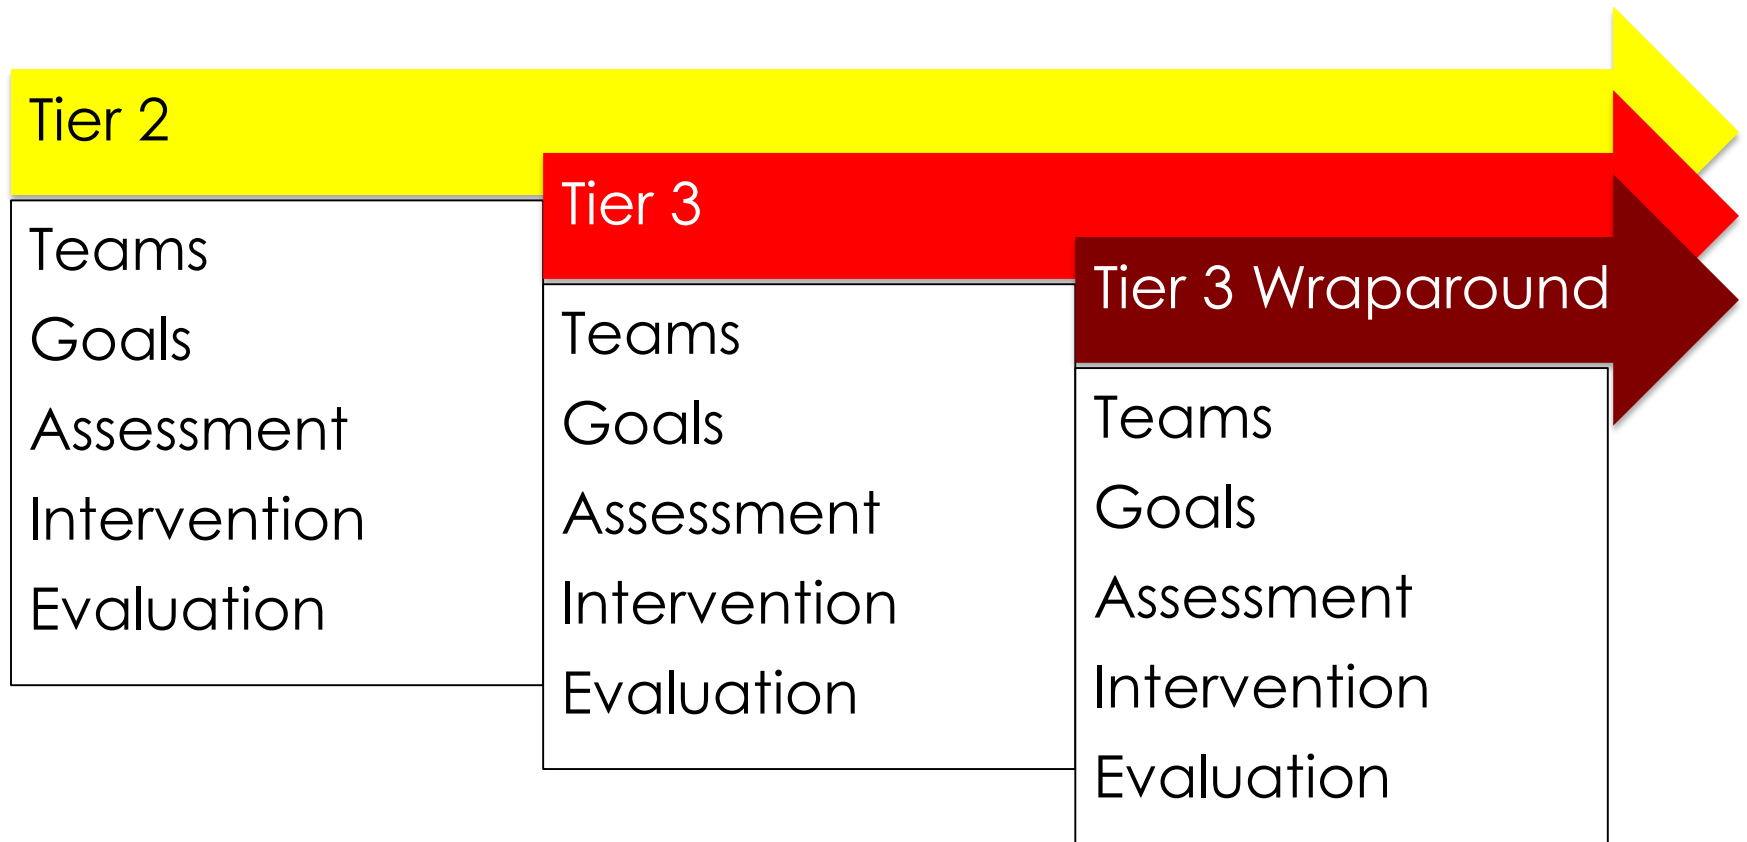 Tier 2
Teams
Goals
Assessment
Intervention
Evaluation
Tier 3
Teams
Goals
Assessment
Intervention
Evaluation
Tier 3 Wraparound
Teams
Goals
Assessment
Intervention
Evaluation